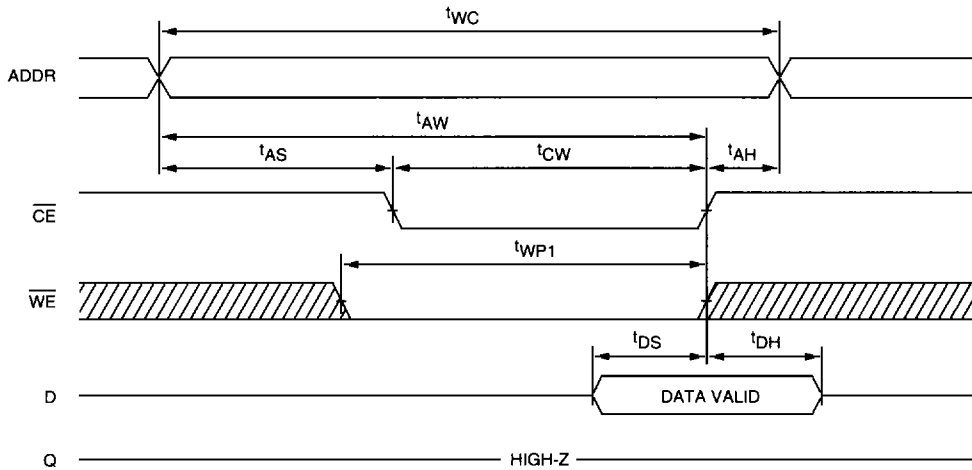 tWC
ADDR
tAW
tAS tCW tAH
CE
tWP1
WE
tDS tDH
D DATA VALID
Q HIGH-Z